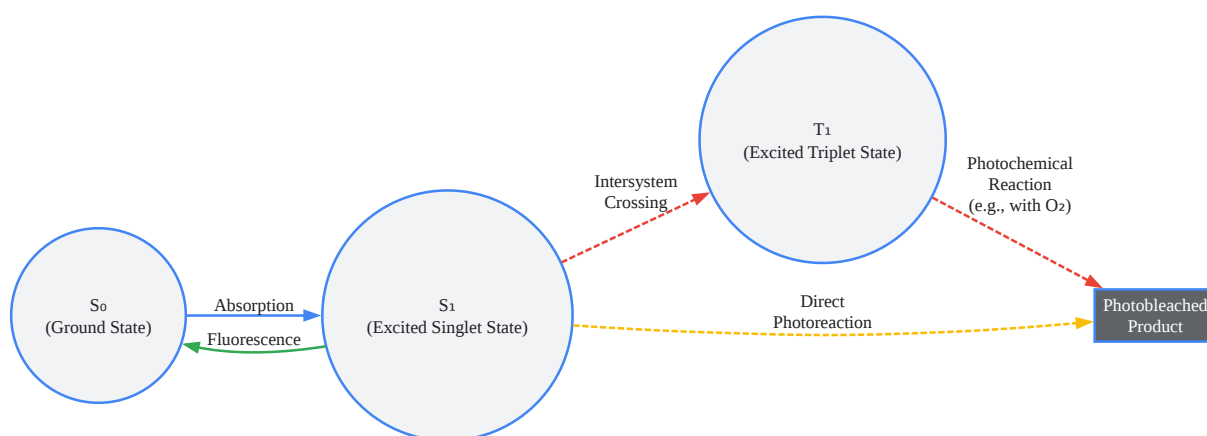 S₀
(Ground State)
Absorption
Fluorescence
S₁
(Excited Singlet State)
Intersystem
Crossing
T₁
(Excited Triplet State)
Photochemical
Reaction
(e.g., with O₂)
Direct
Photoreaction
Photobleached
Product